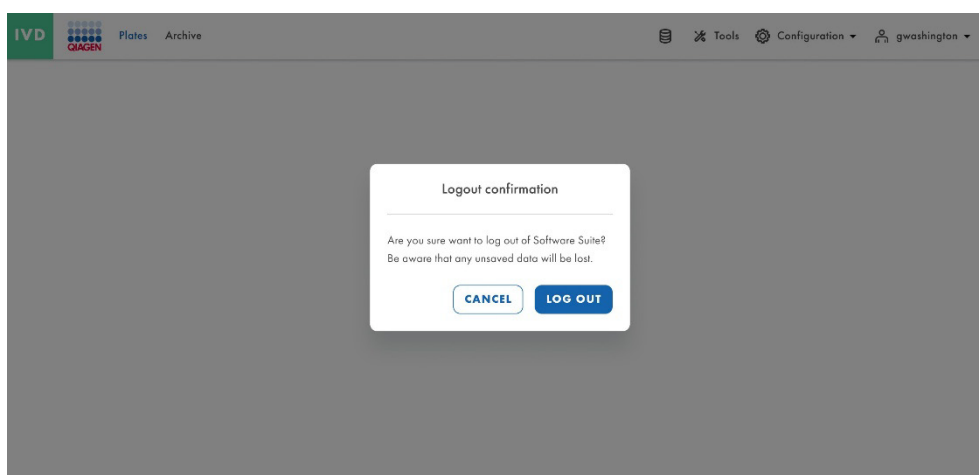 IVD QIAGEN Plates Archive Tools Configuration gwashington
Logout confirmation
Are you sure want to log out of Software Suite?
Be aware that any unsaved data will be lost.
CANCEL LOG OUT